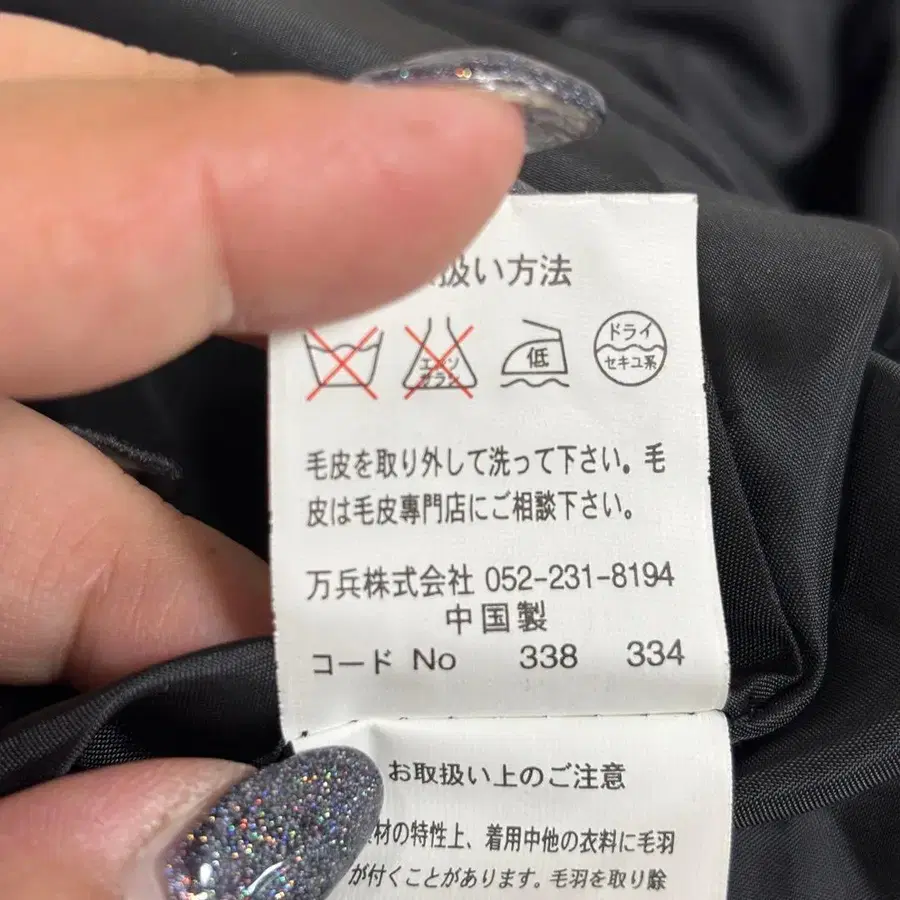 扱い方法
エンソ
サラシ
低
ドライ
セキユ系
毛皮を取り外して洗って下さい。毛
皮は毛皮專門店にご相談下さい。
万兵株式会社 052-231-8194
中国製
コード No 338 334
お取扱い上のご注意
素材の特性上、着用中他の衣料に毛羽
が付くことがあります。毛羽を取り除